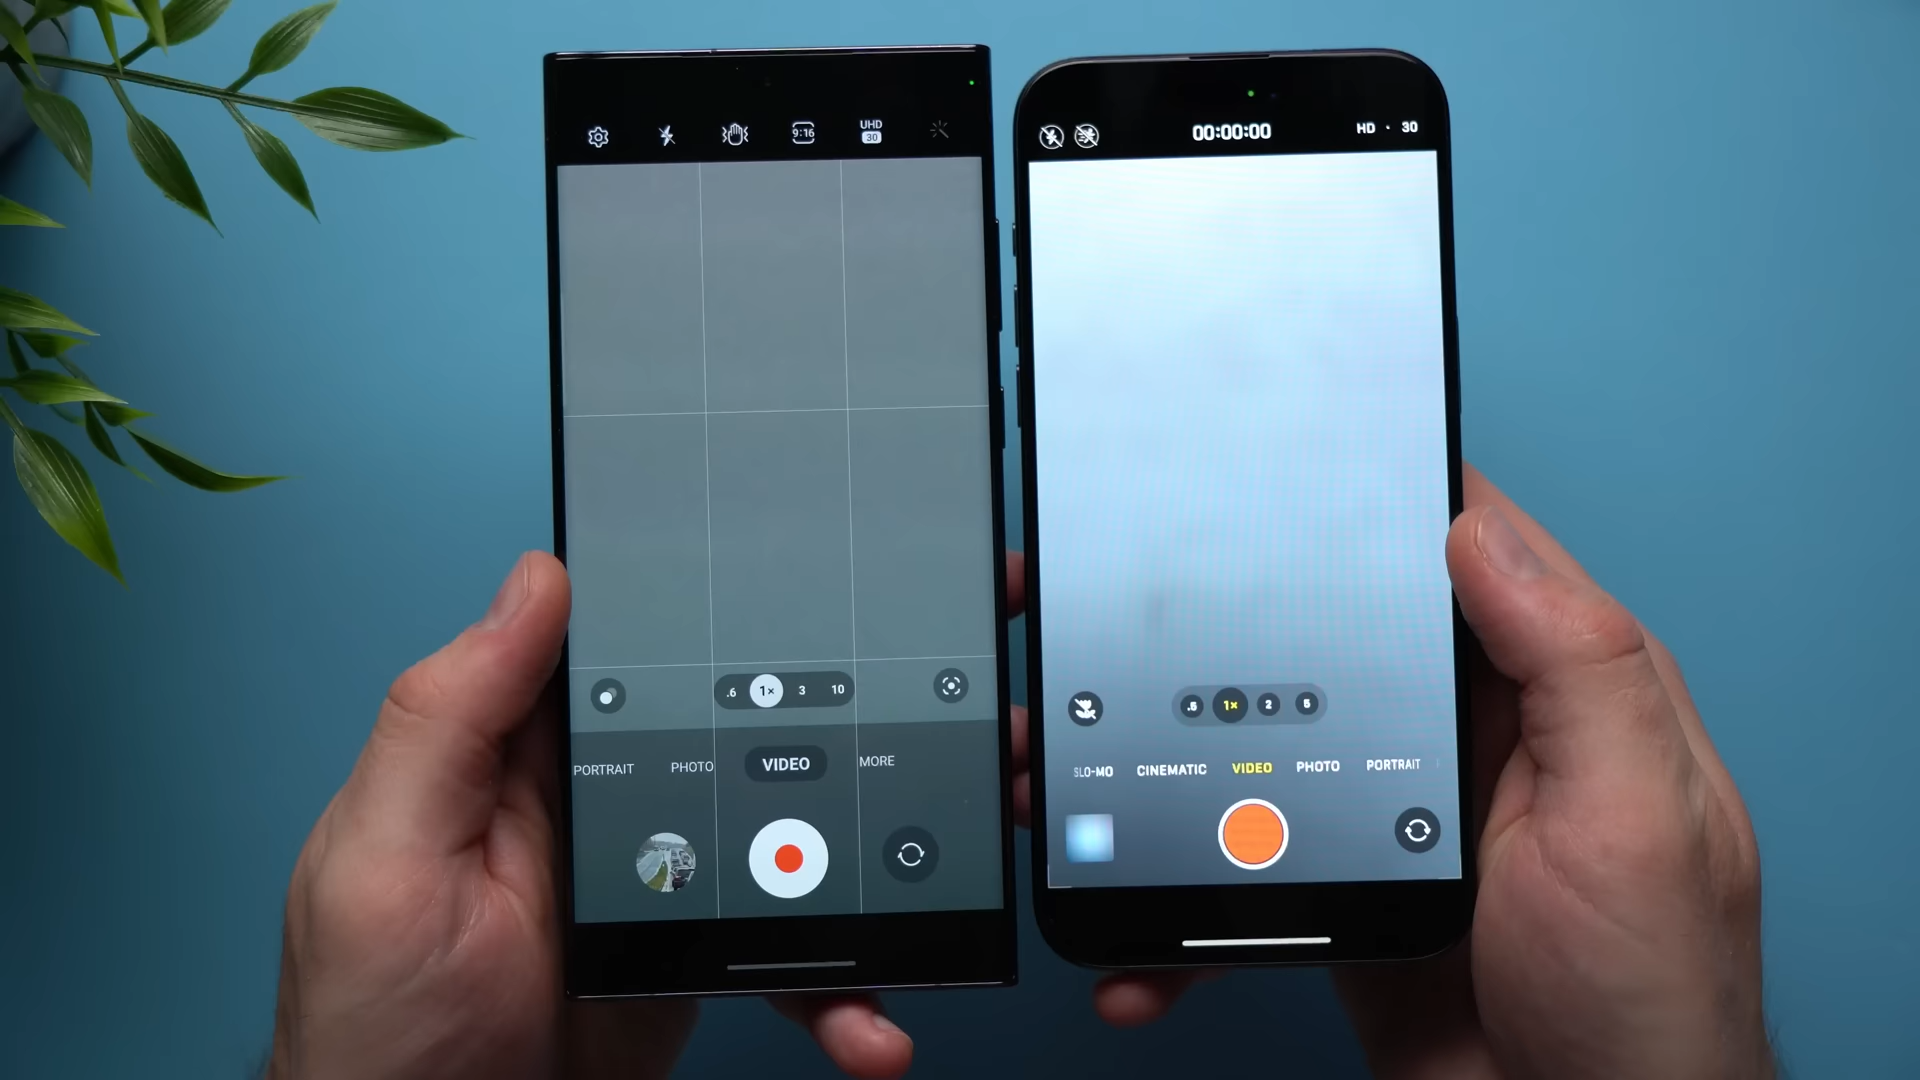 9:16
UHD
30
.6 1× 3 10
PORTRAIT PHOTO VIDEO MORE
00:00:00
HD · 30
.5 1× 2 5
SLO-MO CINEMATIC VIDEO PHOTO PORTRAIT